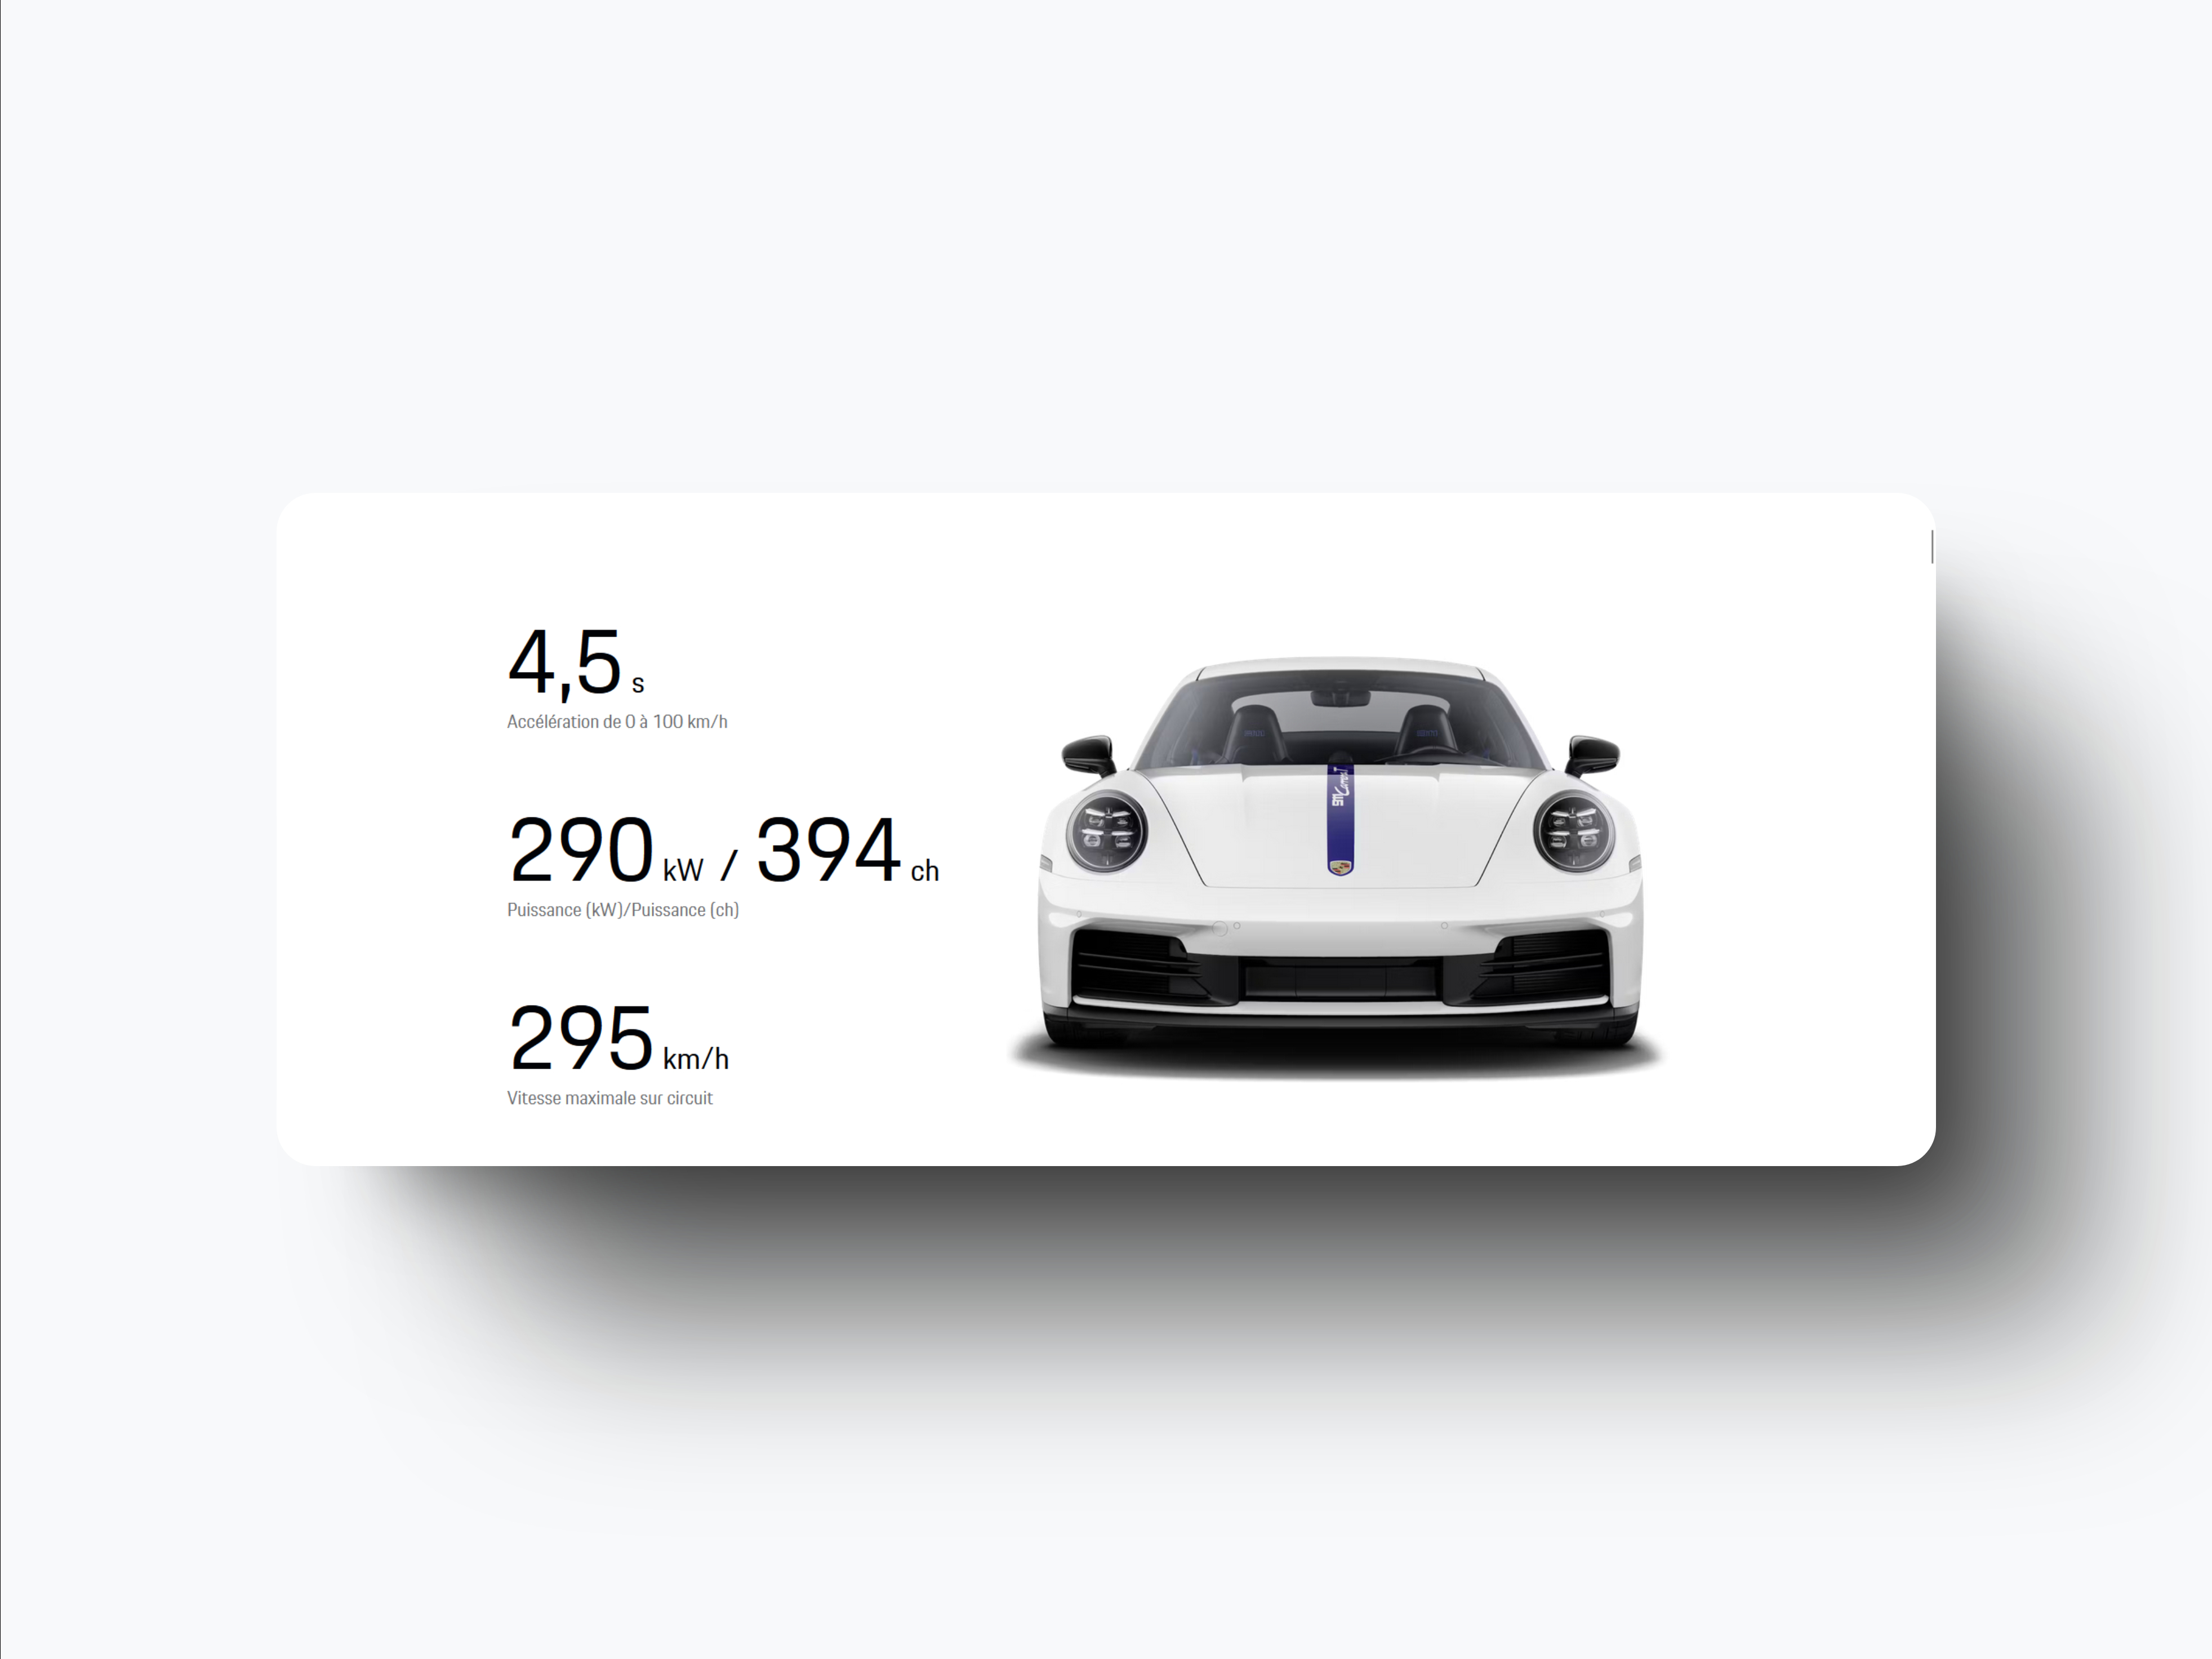 4,5 s
Accélération de 0 à 100 km/h
290 kW / 394 ch
Puissance (kW)/Puissance (ch)
295 km/h
Vitesse maximale sur circuit